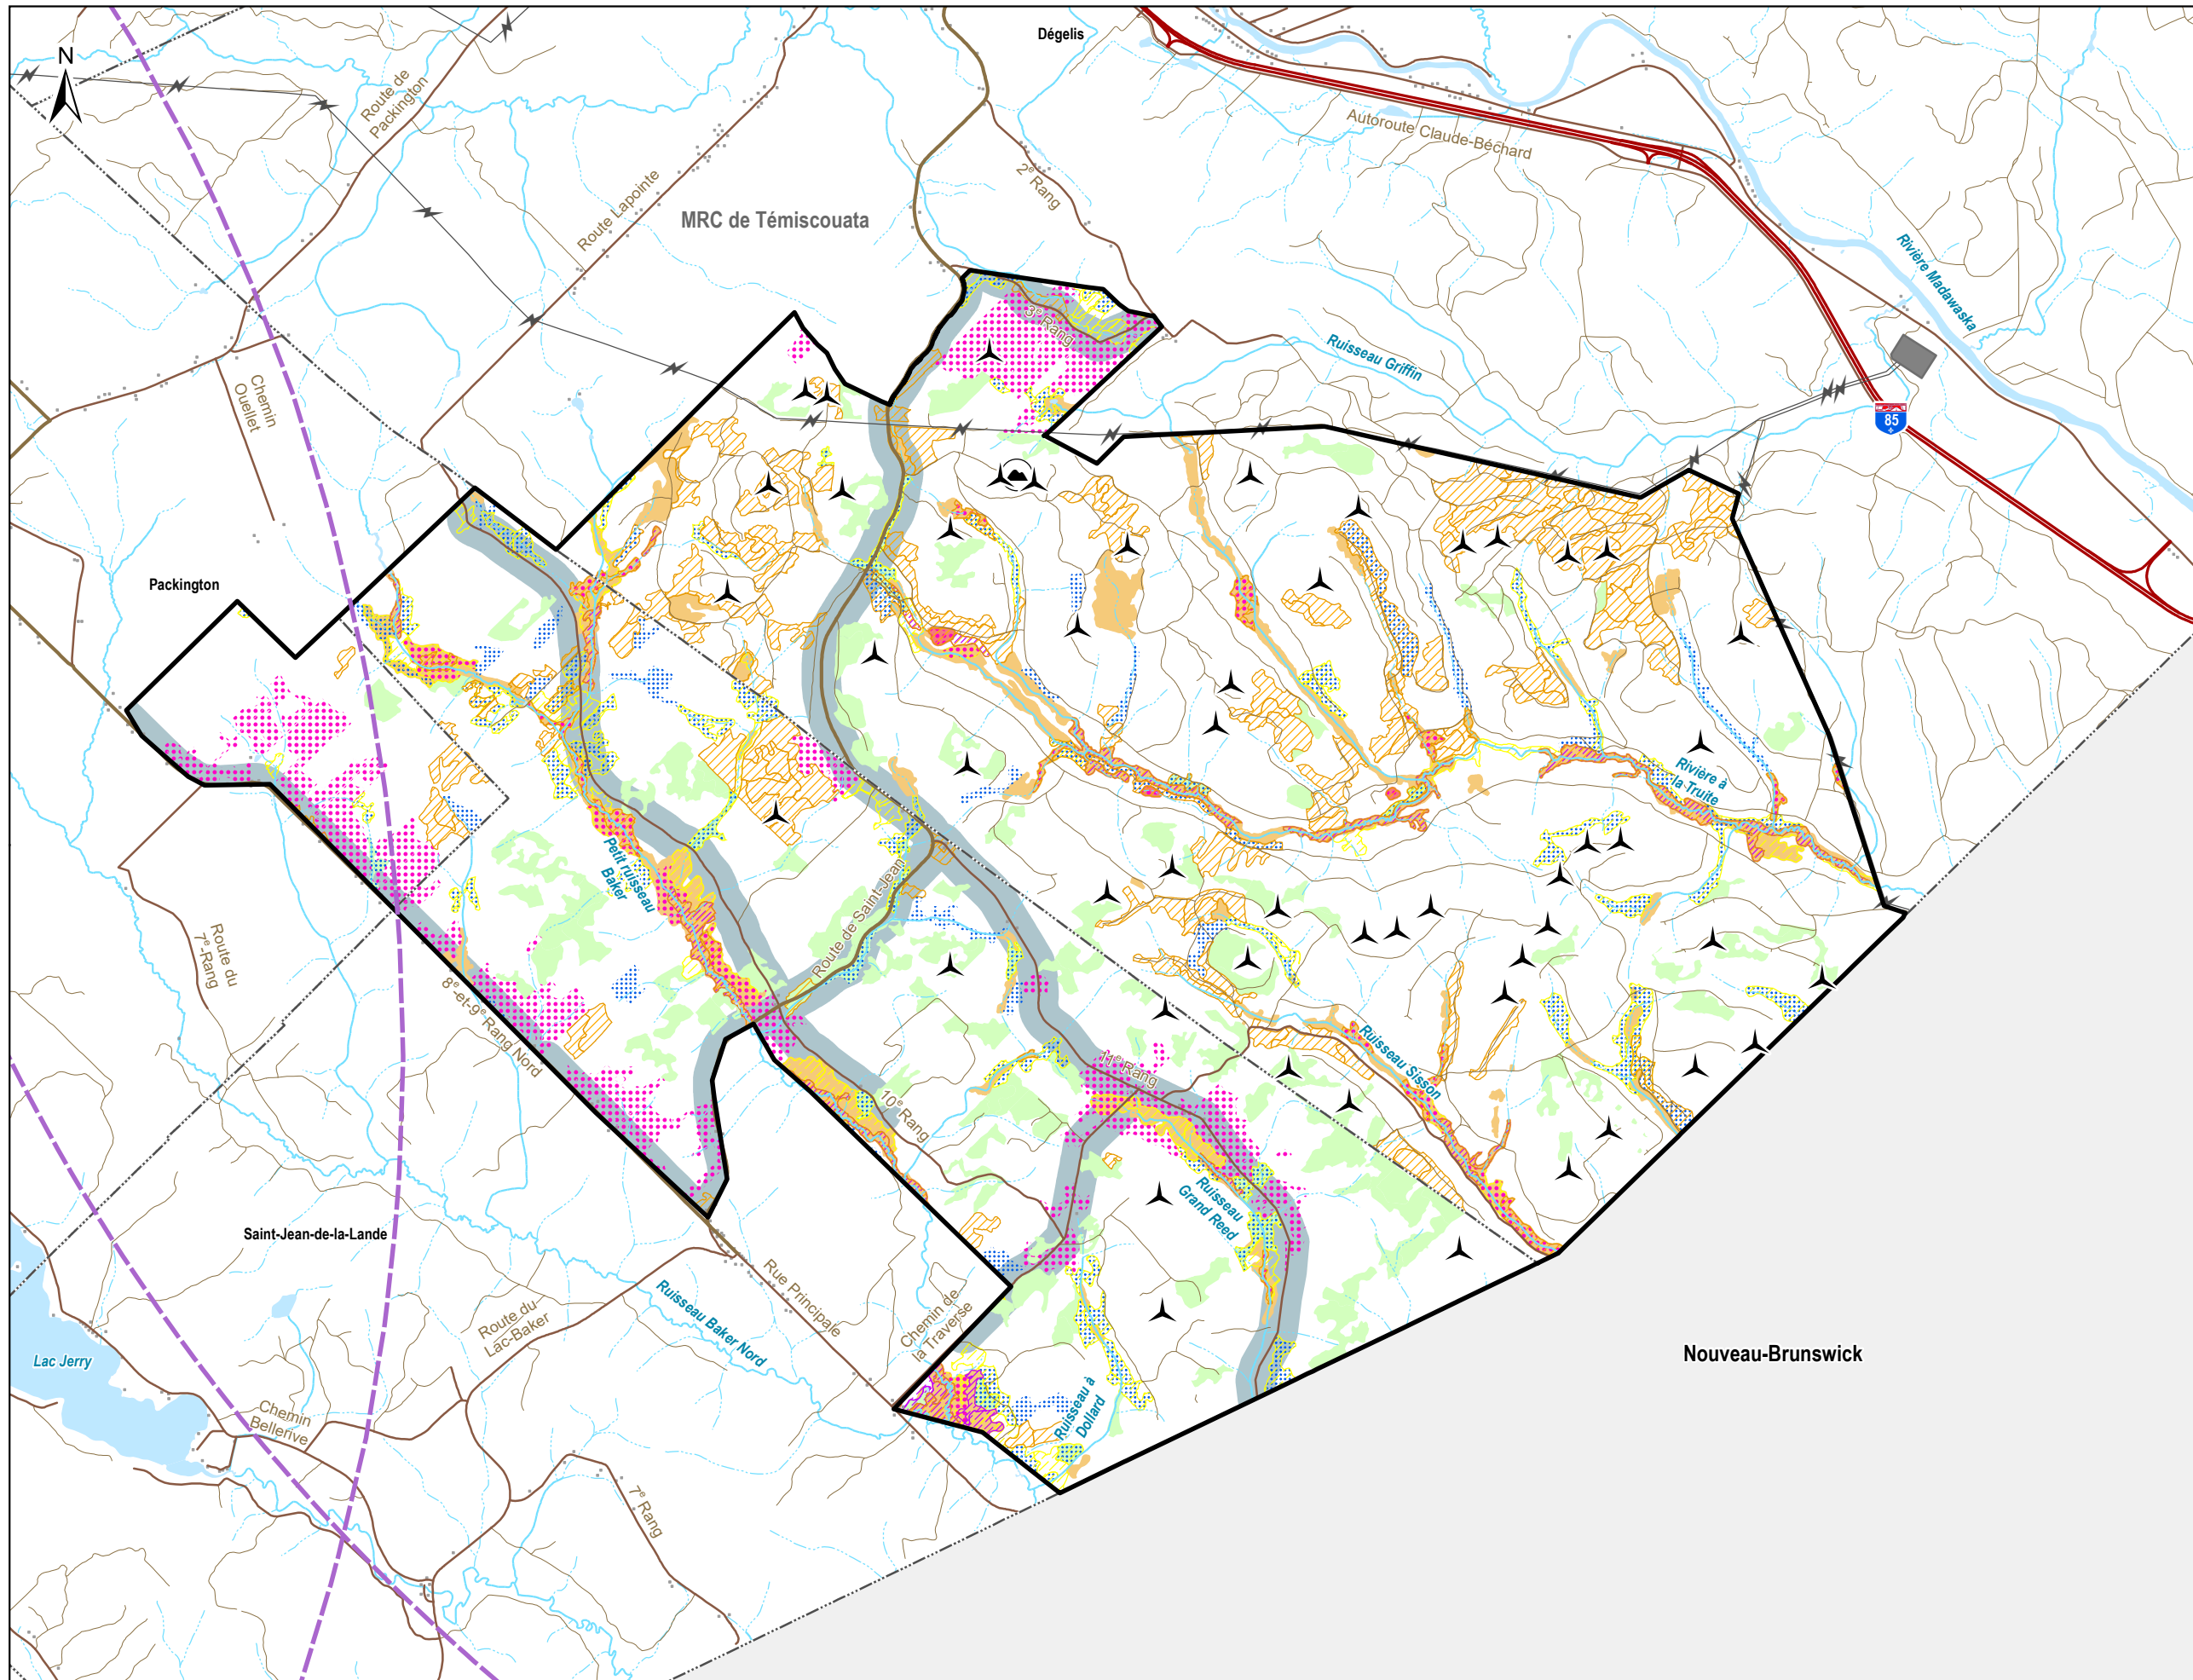 N
Dégelis
Route de
Packington
Autoroute Claude-Béchard
2e Rang
Route Lapointe
MRC de Témiscouata
Rivière Madawaska
3e Rang
Ruisseau Griffin
Chemin
Ouellet
85
Packington
Rivière à
la Truite
Petit ruisseau
Baker
Route de Saint-Jean
Route du
7e-Rang
8e-et-9e-Rang Nord
Ruisseau Sisson
11e Rang
10e Rang
Ruisseau
Grand Reed
Saint-Jean-de-la-Lande
Rue Principale
Ruisseau Baker Nord
Route du-
Lac-Baker
Chemin de
la Traverse
Lac Jerry
Nouveau-Brunswick
Chemin
Bellerive
Ruisseau à
Dollard
7e Rang